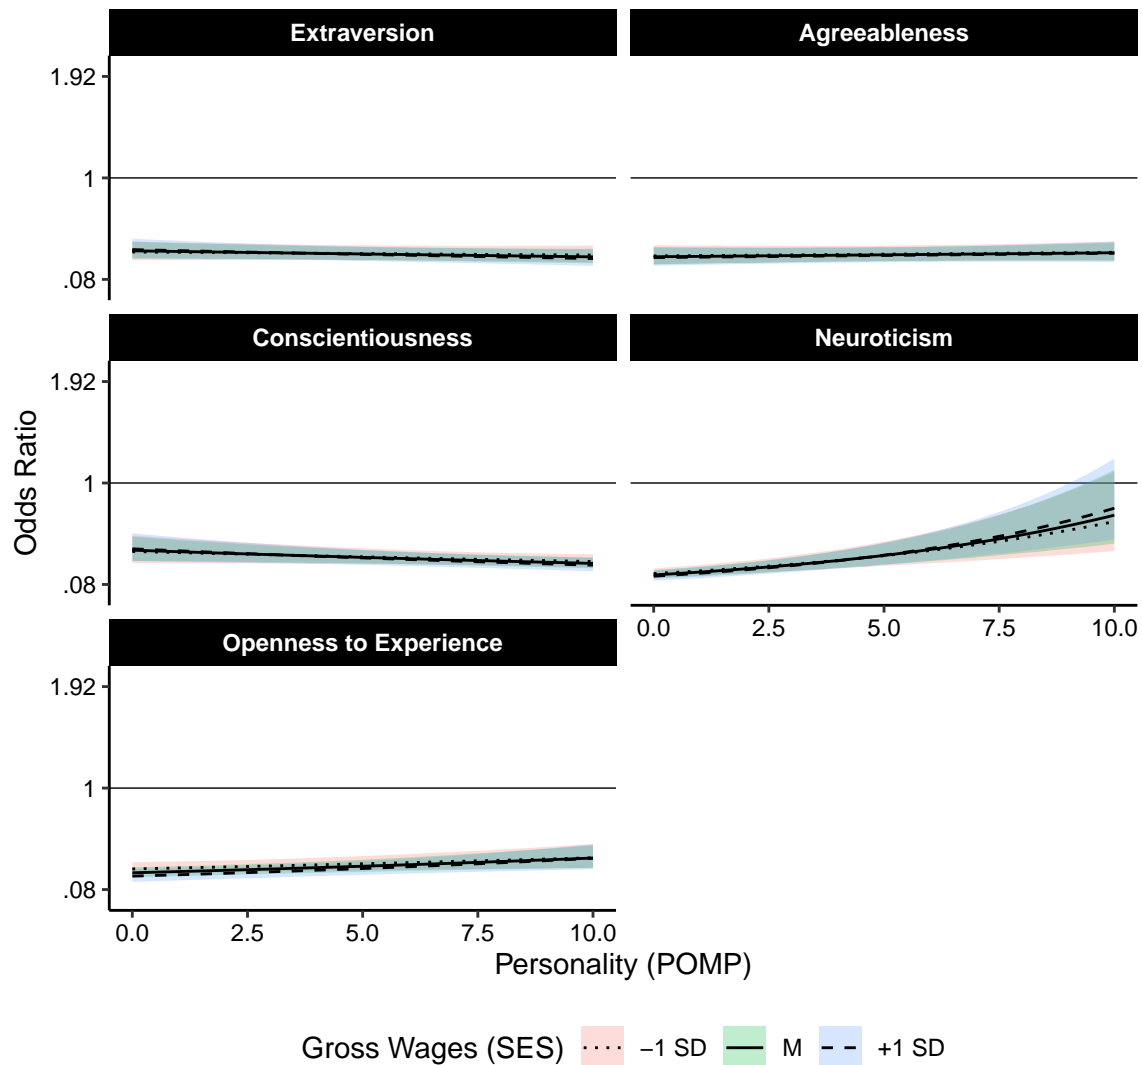 Extraversion
Agreeableness
1.92
1
.08
Conscientiousness
Neuroticism
1.92
1
.08
0.0 2.5 5.0 7.5 10.0
Openness to Experience
1.92
1
.08
0.0 2.5 5.0 7.5 10.0
Odds Ratio
Personality (POMP)
Gross Wages (SES) −1 SD M +1 SD